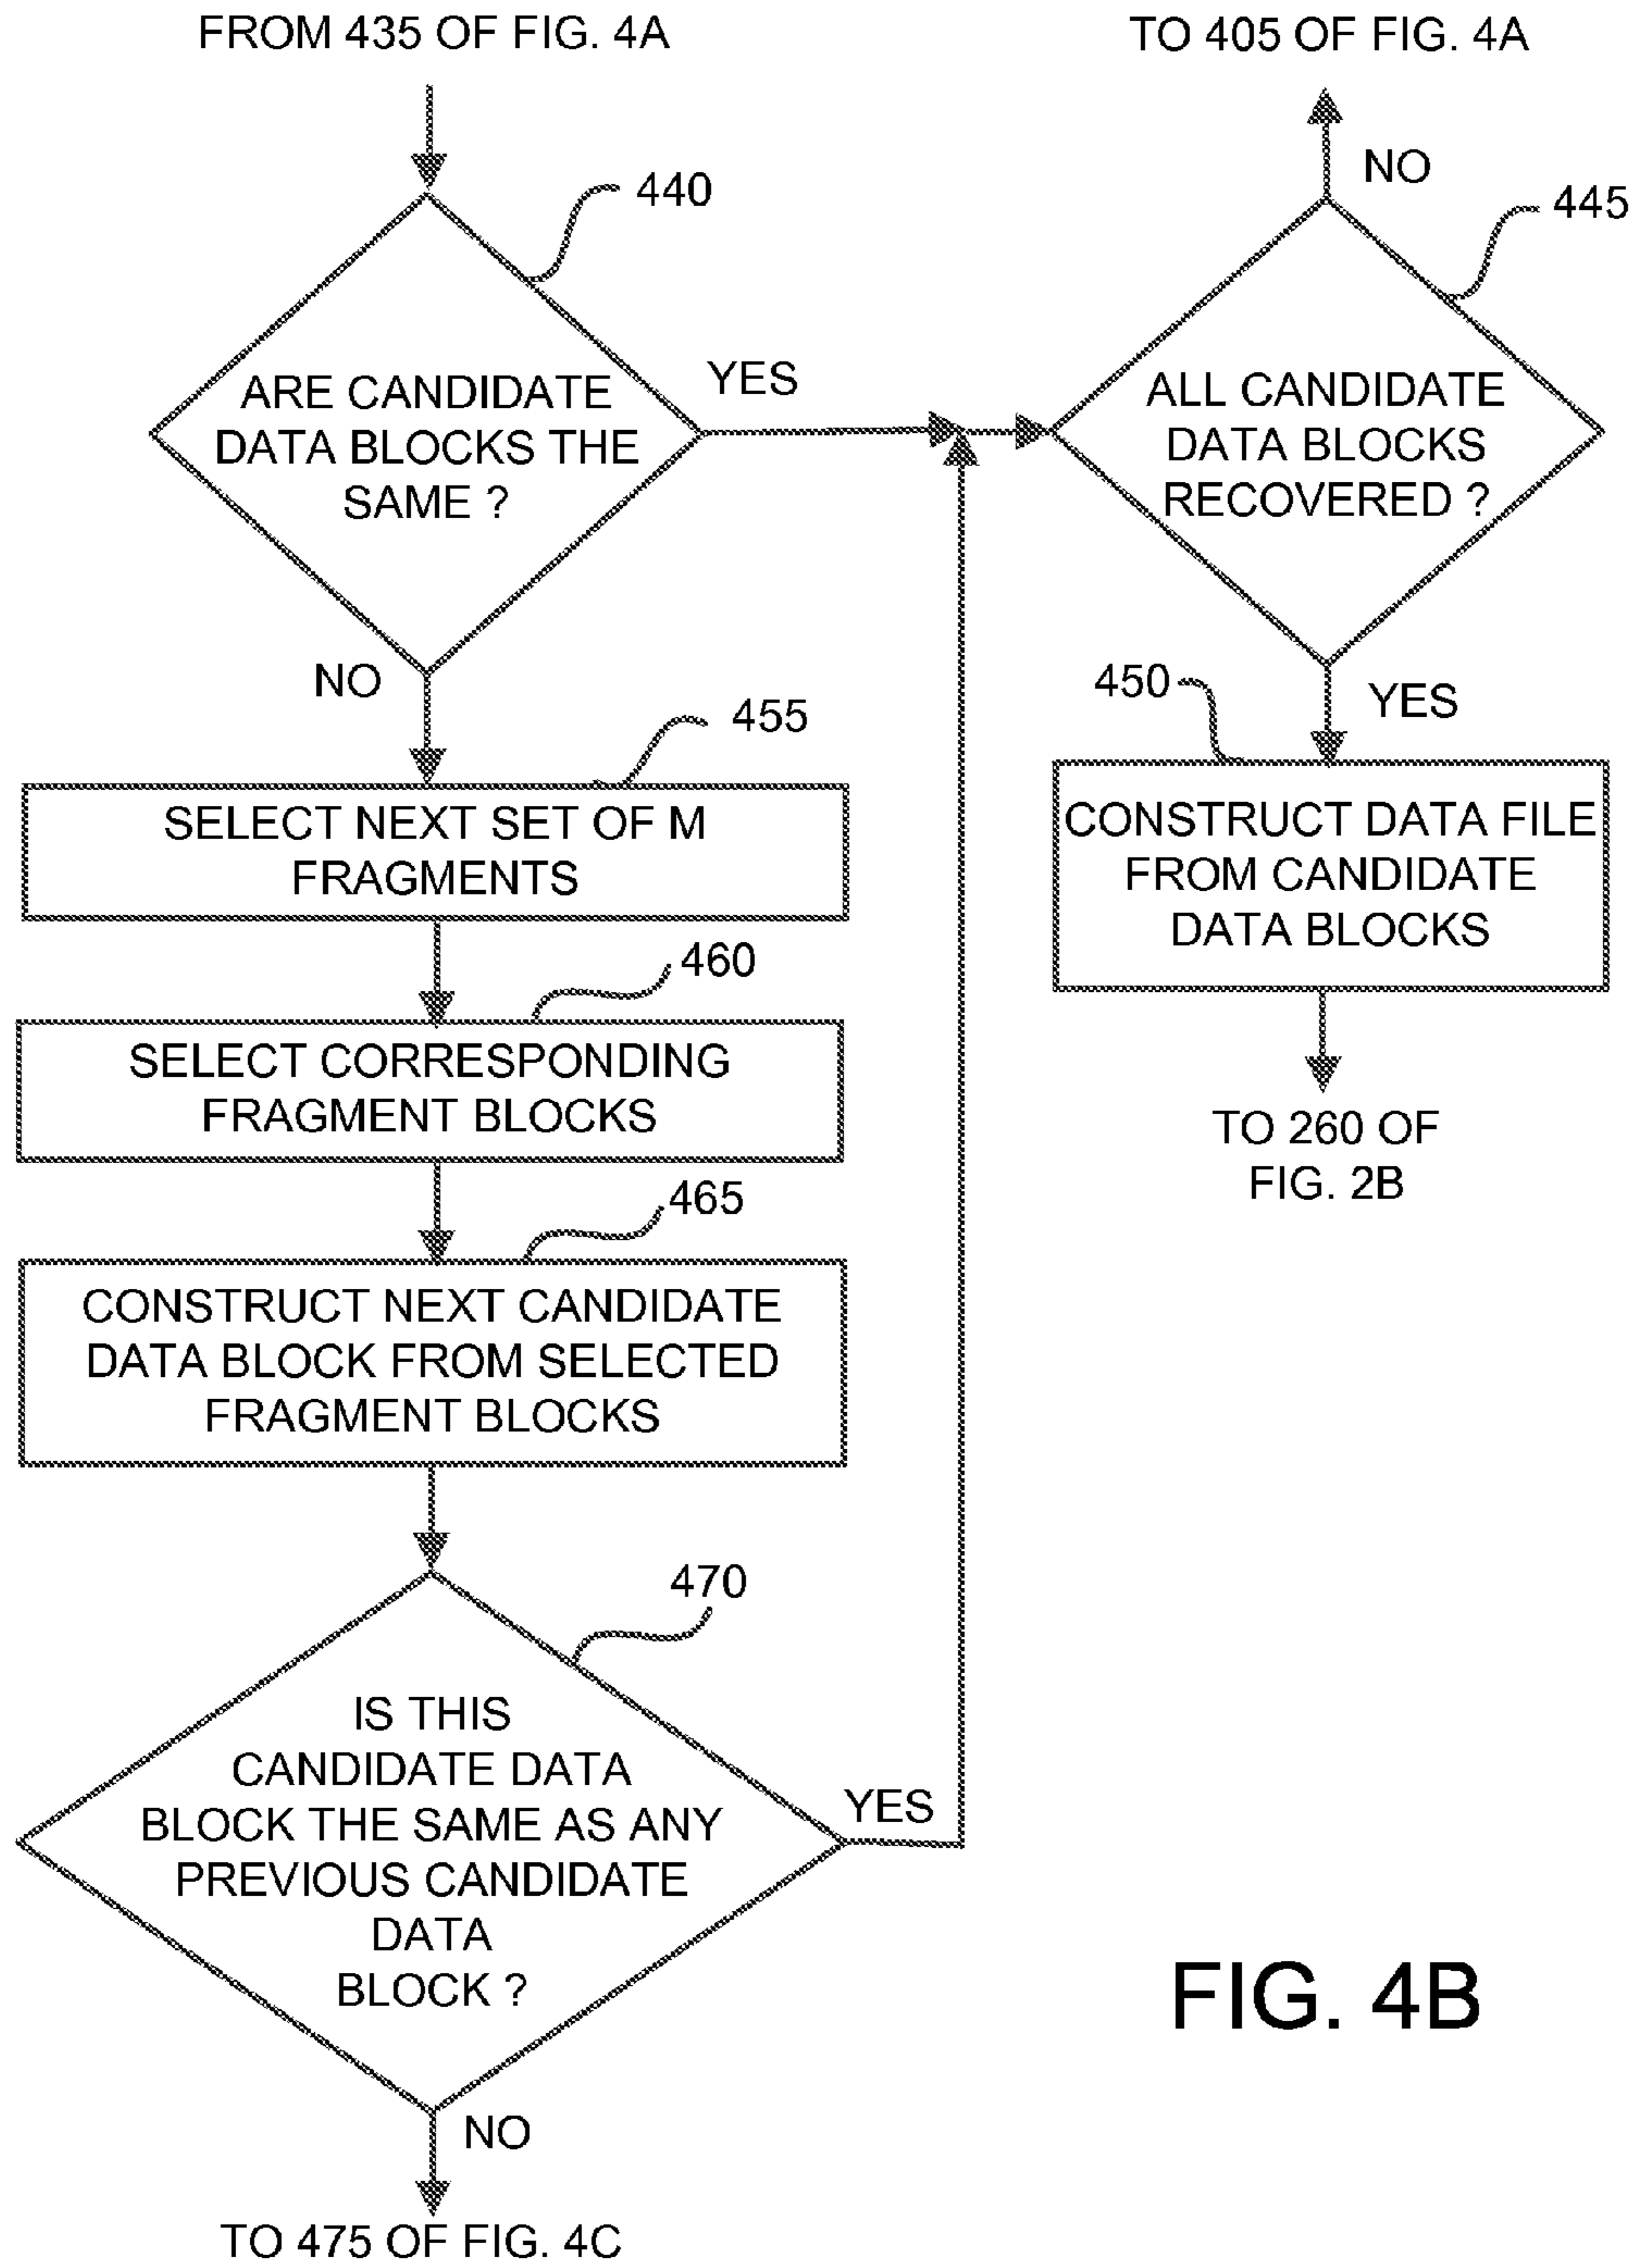 FROM 435 OF FIG. 4A
TO 405 OF FIG. 4A
NO
440
445
ARE CANDIDATE
DATA BLOCKS THE
SAME ?
YES
ALL CANDIDATE
DATA BLOCKS
RECOVERED ?
NO
450
YES
455
SELECT NEXT SET OF M
FRAGMENTS
CONSTRUCT DATA FILE
FROM CANDIDATE
DATA BLOCKS
460
SELECT CORRESPONDING
FRAGMENT BLOCKS
TO 260 OF
FIG. 2B
465
CONSTRUCT NEXT CANDIDATE
DATA BLOCK FROM SELECTED
FRAGMENT BLOCKS
470
IS THIS
CANDIDATE DATA
BLOCK THE SAME AS ANY
PREVIOUS CANDIDATE
DATA
BLOCK ?
YES
NO
TO 475 OF FIG. 4C
FIG. 4B